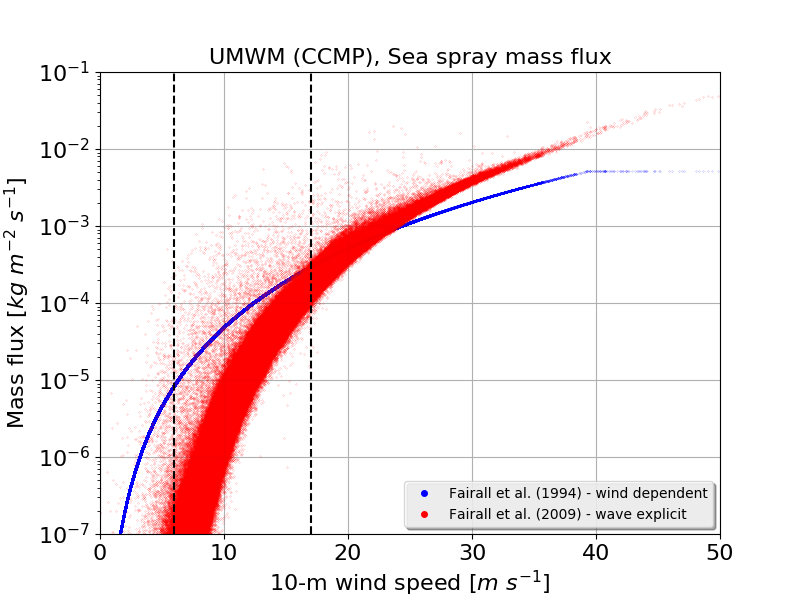 UMWM (CCMP), Sea spray mass flux
Mass flux [kg m⁻² s⁻¹]
10⁻¹
10⁻²
10⁻³
10⁻⁴
10⁻⁵
10⁻⁶
10⁻⁷
Fairall et al. (1994) - wind dependent
Fairall et al. (2009) - wave explicit
0 10 20 30 40 50
10-m wind speed [m s⁻¹]